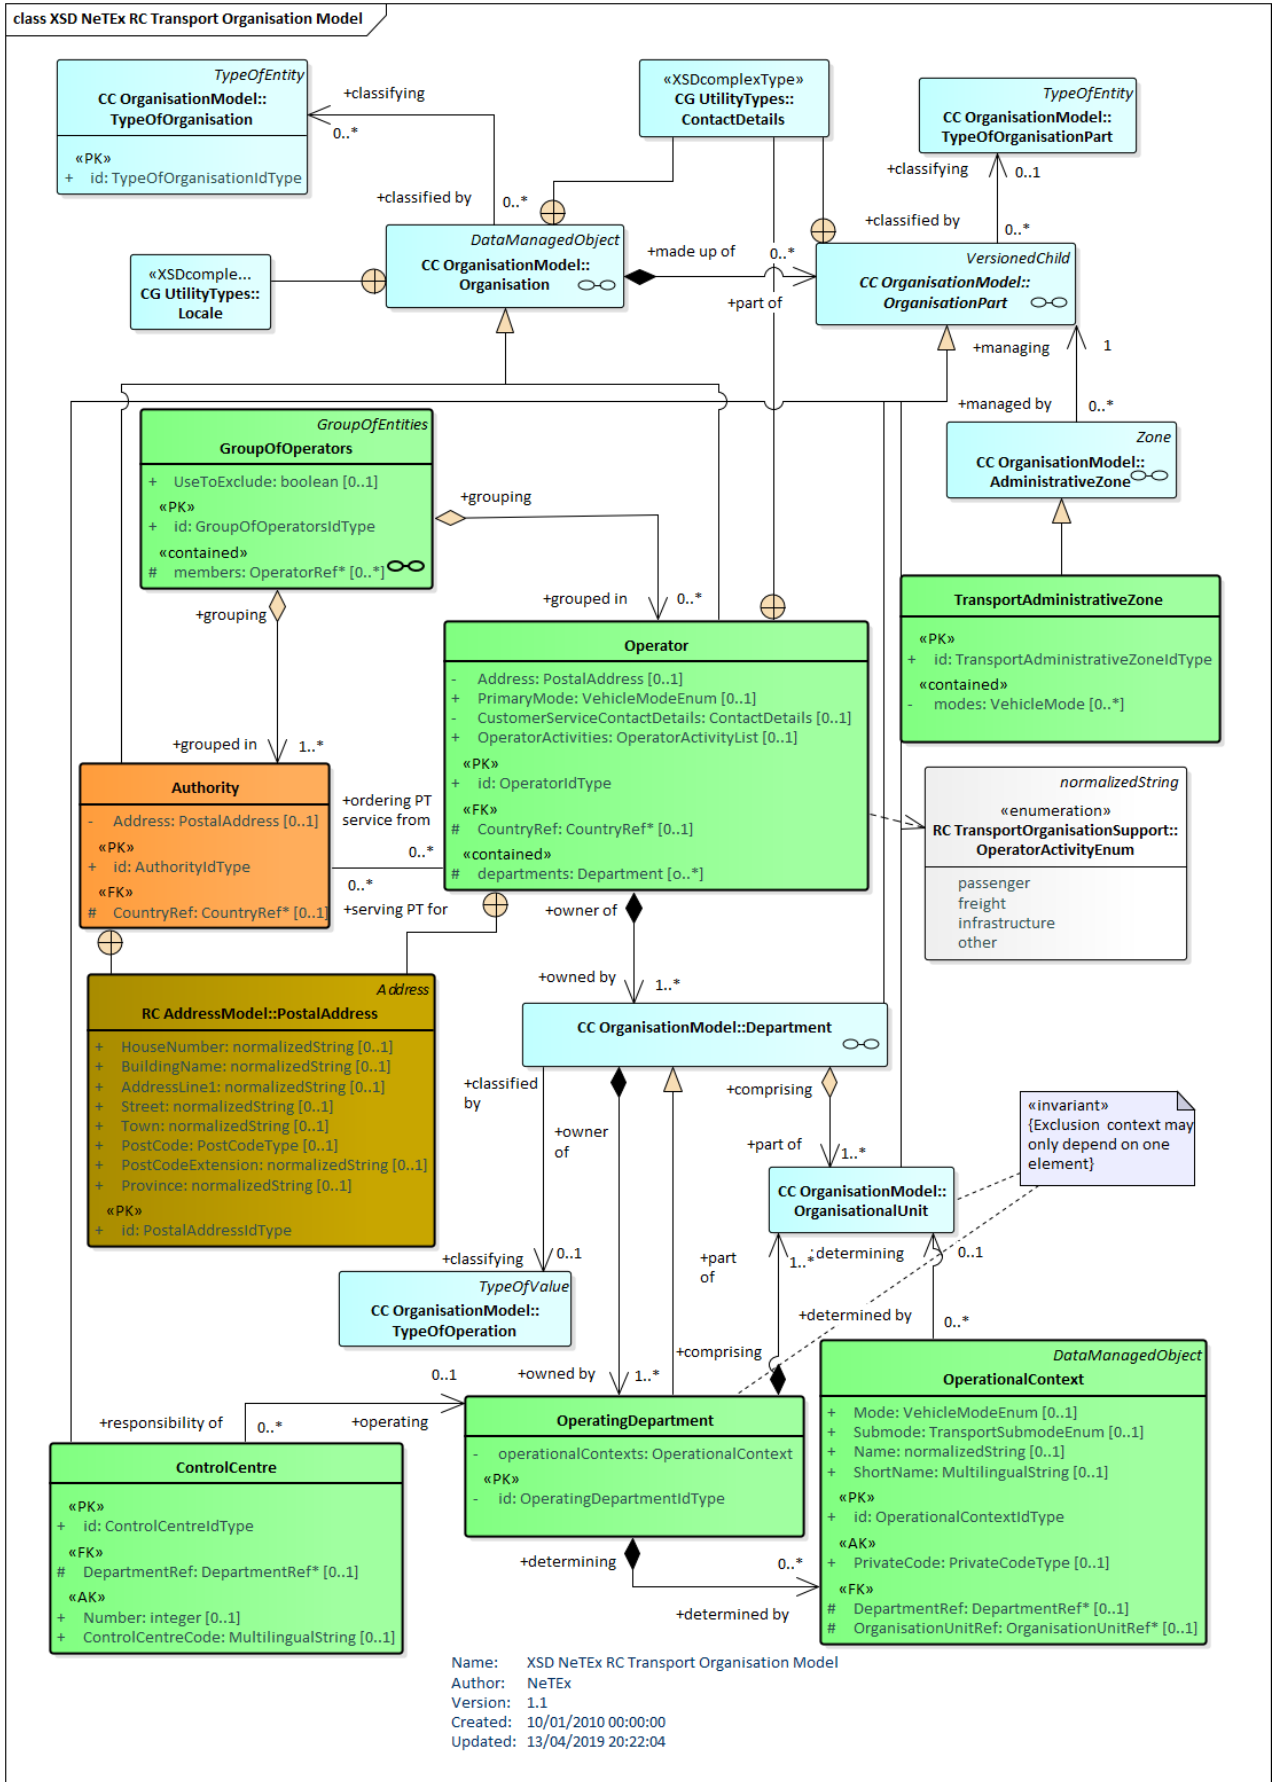 class XSD NeTEx RC Transport Organisation Model
TypeOfEntity
CC OrganisationModel::
TypeOfOrganisation
«PK»
+ id: TypeOfOrganisationIdType
+classifying
0..*
+classified by
0..*
«XSDcomplexType»
CG UtilityTypes::
ContactDetails
TypeOfEntity
CC OrganisationModel::
TypeOfOrganisationPart
+classifying
0..1
+classified by
0..*
DataManagedObject
CC OrganisationModel::
Organisation
«XSDcomple...
CG UtilityTypes::
Locale
+made up of
0..*
+part of
VersionedChild
CC OrganisationModel::
OrganisationPart
+managing
1
+managed by
0..*
Zone
CC OrganisationModel::
AdministrativeZone
GroupOfEntities
GroupOfOperators
+ UseToExclude: boolean [0..1]
«PK»
+ id: GroupOfOperatorsIdType
«contained»
# members: OperatorRef* [0..*]
+grouping
+grouped in
0..*
+grouping
+grouped in
1..*
TransportAdministrativeZone
«PK»
+ id: TransportAdministrativeZoneIdType
«contained»
- modes: VehicleMode [0..*]
Operator
- Address: PostalAddress [0..1]
+ PrimaryMode: VehicleModeEnum [0..1]
- CustomerServiceContactDetails: ContactDetails [0..1]
+ OperatorActivities: OperatorActivityList [0..1]
«PK»
+ id: OperatorIdType
«FK»
# CountryRef: CountryRef* [0..1]
«contained»
# departments: Department [o..*]
Authority
- Address: PostalAddress [0..1]
«PK»
+ id: AuthorityIdType
«FK»
# CountryRef: CountryRef* [0..1]
+ordering PT
service from
0..*
0..*
+serving PT for
normalizedString
«enumeration»
RC TransportOrganisationSupport::
OperatorActivityEnum
passenger
freight
infrastructure
other
+owner of
+owned by
1..*
Address
RC AddressModel::PostalAddress
+ HouseNumber: normalizedString [0..1]
+ BuildingName: normalizedString [0..1]
+ AddressLine1: normalizedString [0..1]
+ Street: normalizedString [0..1]
+ Town: normalizedString [0..1]
+ PostCode: PostCodeType [0..1]
+ PostCodeExtension: normalizedString [0..1]
+ Province: normalizedString [0..1]
«PK»
+ id: PostalAddressIdType
CC OrganisationModel::Department
+classified
by
+owner
of
+comprising
+part of
1..*
«invariant»
{Exclusion context may
only depend on one
element}
CC OrganisationModel::
OrganisationalUnit
+classifying
0..1
TypeOfValue
CC OrganisationModel::
TypeOfOperation
+part
of
1..*
+determining
0..1
+determined by
0..*
+comprising
+owned by
1..*
0..1
+responsibility of
0..*
+operating
OperatingDepartment
- operationalContexts: OperationalContext
«PK»
- id: OperatingDepartmentIdType
DataManagedObject
OperationalContext
+ Mode: VehicleModeEnum [0..1]
+ Submode: TransportSubmodeEnum [0..1]
+ Name: normalizedString [0..1]
+ ShortName: MultilingualString [0..1]
«PK»
+ id: OperationalContextIdType
«AK»
+ PrivateCode: PrivateCodeType [0..1]
«FK»
# DepartmentRef: DepartmentRef* [0..1]
# OrganisationUnitRef: OrganisationUnitRef* [0..1]
ControlCentre
«PK»
+ id: ControlCentreIdType
«FK»
# DepartmentRef: DepartmentRef* [0..1]
«AK»
+ Number: integer [0..1]
+ ControlCentreCode: MultilingualString [0..1]
+determining
0..*
+determined by
Name: XSD NeTEx RC Transport Organisation Model
Author: NeTEx
Version: 1.1
Created: 10/01/2010 00:00:00
Updated: 13/04/2019 20:22:04